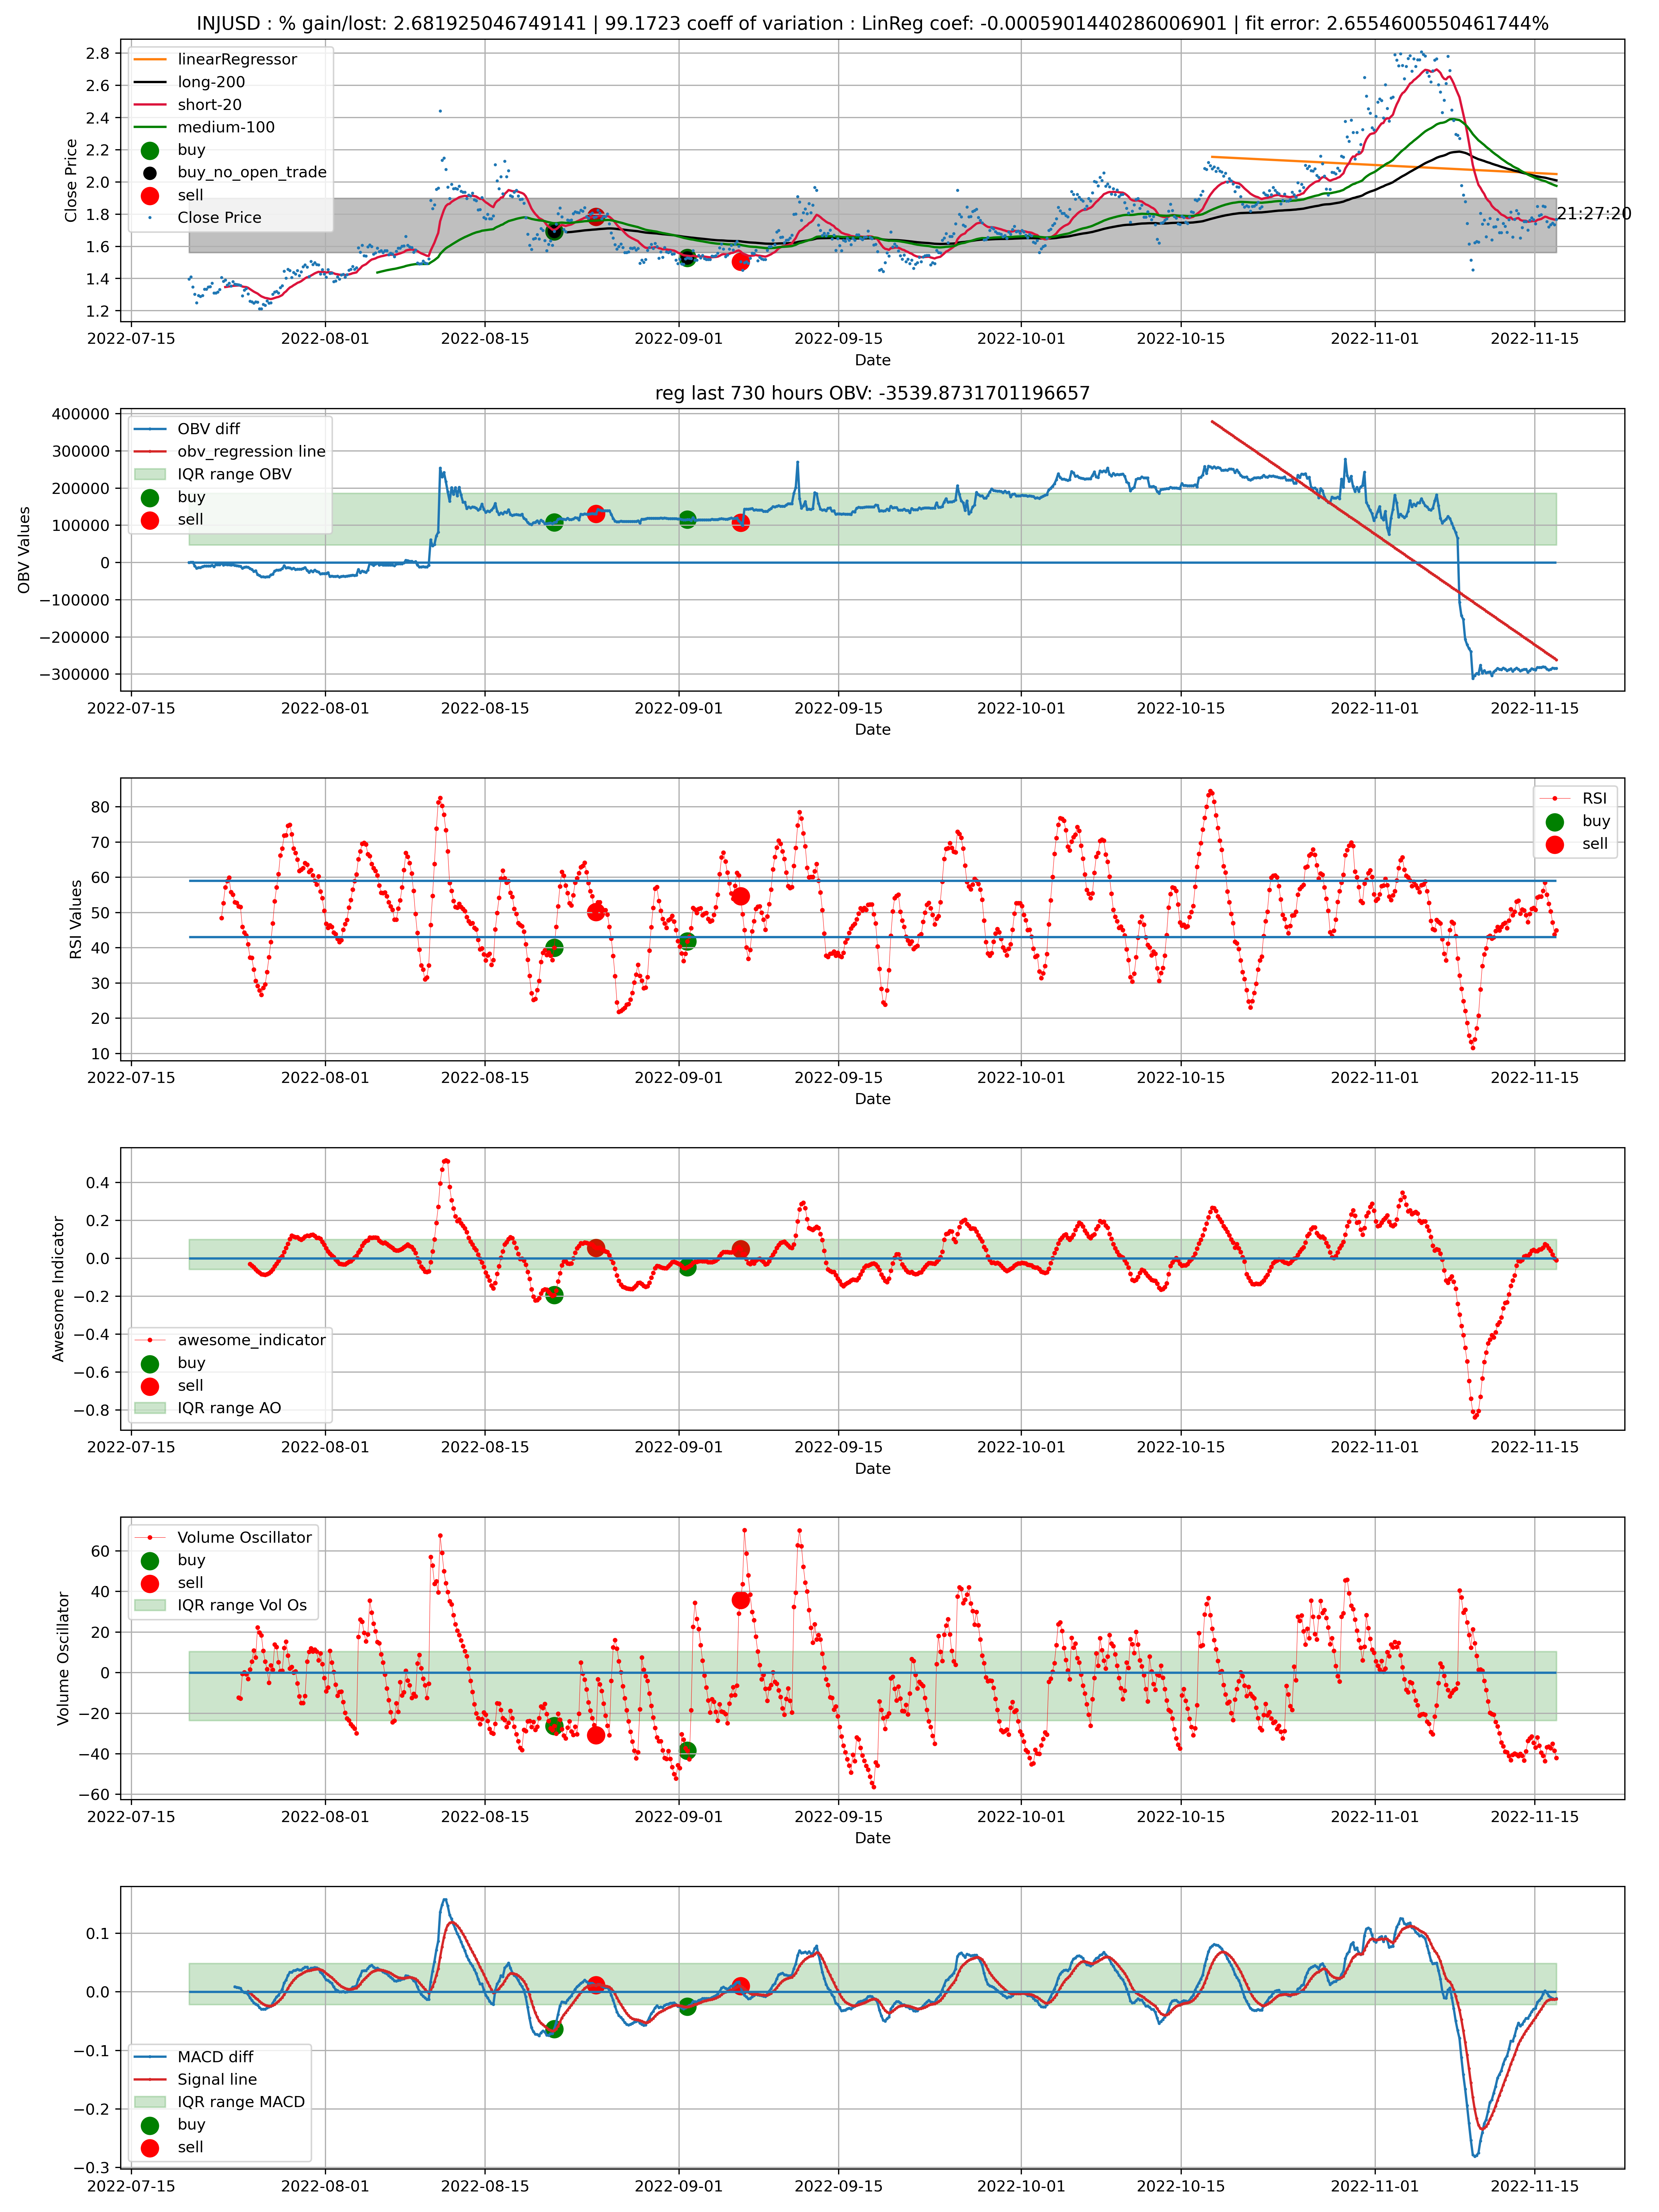 INJUSD : % gain/lost: 2.681925046749141 | 99.1723 coeff of variation : LinReg coef: -0.0005901440286006901 | fit error: 2.6554600550461744%
linearRegressor
long-200
short-20
medium-100
buy
buy_no_open_trade
sell
Close Price
21:27:20
Close Price
2.8
2.6
2.4
2.2
2.0
1.8
1.6
1.4
1.2
2022-07-15 2022-08-01 2022-08-15 2022-09-01 2022-09-15 2022-10-01 2022-10-15 2022-11-01 2022-11-15
Date
reg last 730 hours OBV: -3539.8731701196657
OBV diff
obv_regression line
IQR range OBV
buy
sell
OBV Values
400000
300000
200000
100000
0
−100000
−200000
−300000
2022-07-15 2022-08-01 2022-08-15 2022-09-01 2022-09-15 2022-10-01 2022-10-15 2022-11-01 2022-11-15
Date
RSI
buy
sell
RSI Values
80
70
60
50
40
30
20
10
2022-07-15 2022-08-01 2022-08-15 2022-09-01 2022-09-15 2022-10-01 2022-10-15 2022-11-01 2022-11-15
Date
Awesome Indicator
0.4
0.2
0.0
−0.2
−0.4
−0.6
−0.8
awesome_indicator
buy
sell
IQR range AO
2022-07-15 2022-08-01 2022-08-15 2022-09-01 2022-09-15 2022-10-01 2022-10-15 2022-11-01 2022-11-15
Date
Volume Oscillator
buy
sell
IQR range Vol Os
Volume Oscillator
60
40
20
0
−20
−40
−60
2022-07-15 2022-08-01 2022-08-15 2022-09-01 2022-09-15 2022-10-01 2022-10-15 2022-11-01 2022-11-15
Date
0.1
0.0
−0.1
−0.2
−0.3
MACD diff
Signal line
IQR range MACD
buy
sell
2022-07-15 2022-08-01 2022-08-15 2022-09-01 2022-09-15 2022-10-01 2022-10-15 2022-11-01 2022-11-15